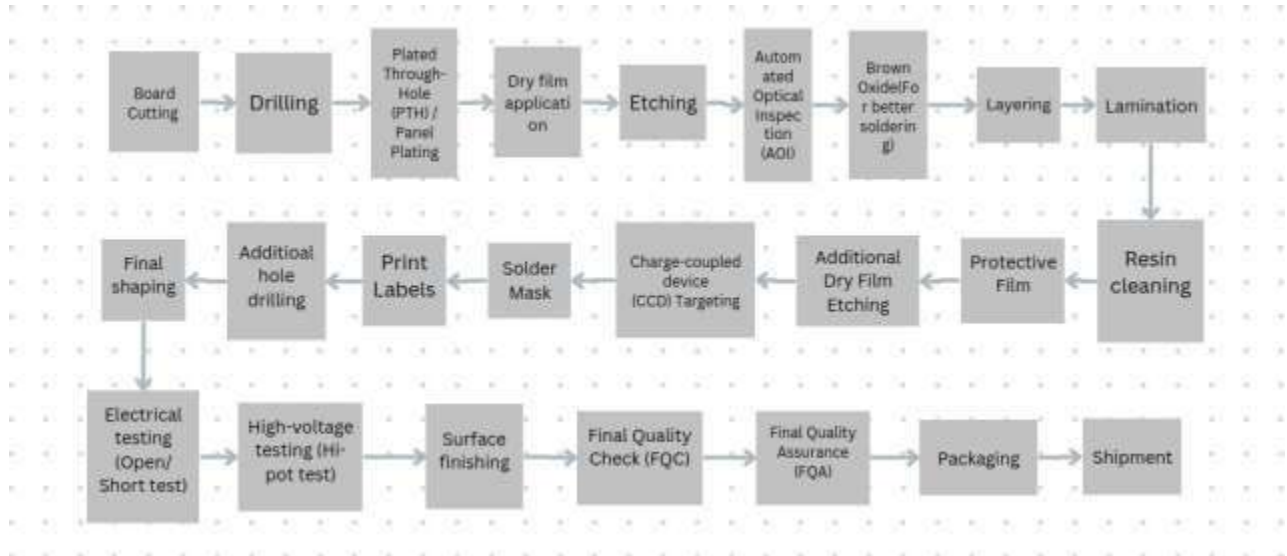 Board
Cutting
Drilling
Plated
Through-
Hole
(PTH) /
Panel
Plating
Dry film
applicati
on
Etching
Autom
ated
Optical
Inspec
tion
(AOI)
Brown
Oxide(Fo
r better
solderin
g)
Layering
Lamination
Resin
cleaning
Protective
Film
Additional
Dry Film
Etching
Charge-coupled
device
(CCD) Targeting
Solder
Mask
Print
Labels
Additioal
hole
drilling
Final
shaping
Electrical
testing
(Open/
Short test)
High-voltage
testing (Hi-
pot test)
Surface
finishing
Final Quality
Check (FQC)
Final Quality
Assurance
(FQA)
Packaging
Shipment